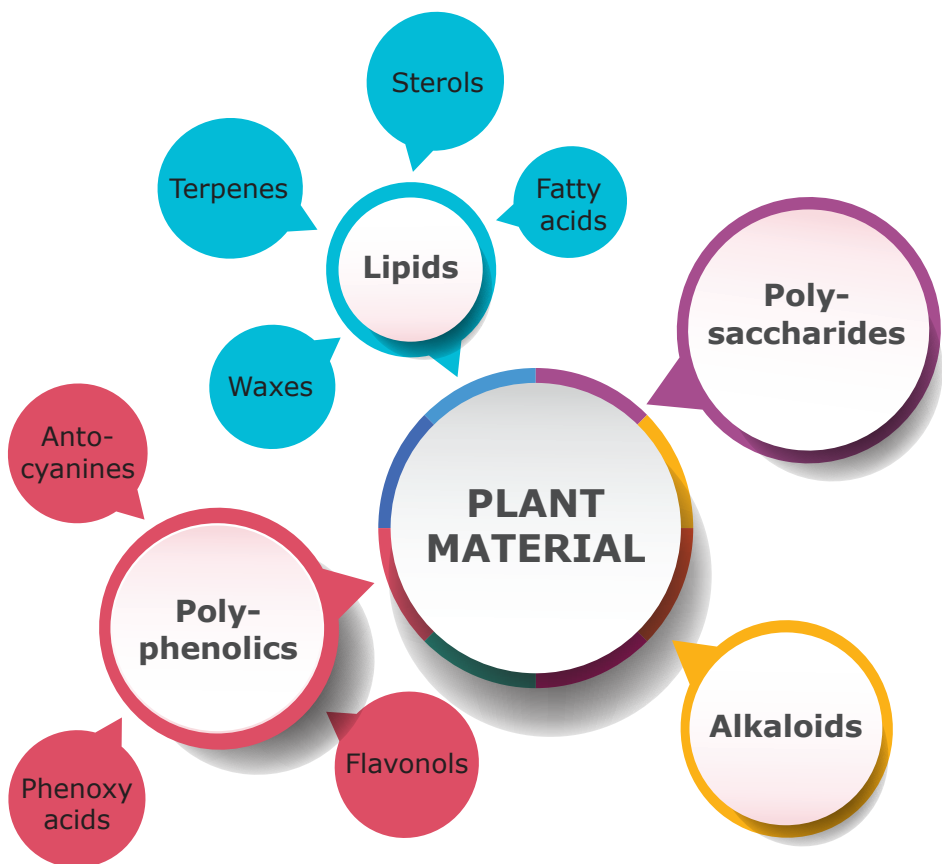 Sterols
Terpenes
Fatty
acids
Lipids
Waxes
Poly-
saccharides
Anto-
cyanines
PLANT
MATERIAL
Poly-
phenolics
Alkaloids
Flavonols
Phenoxy
acids